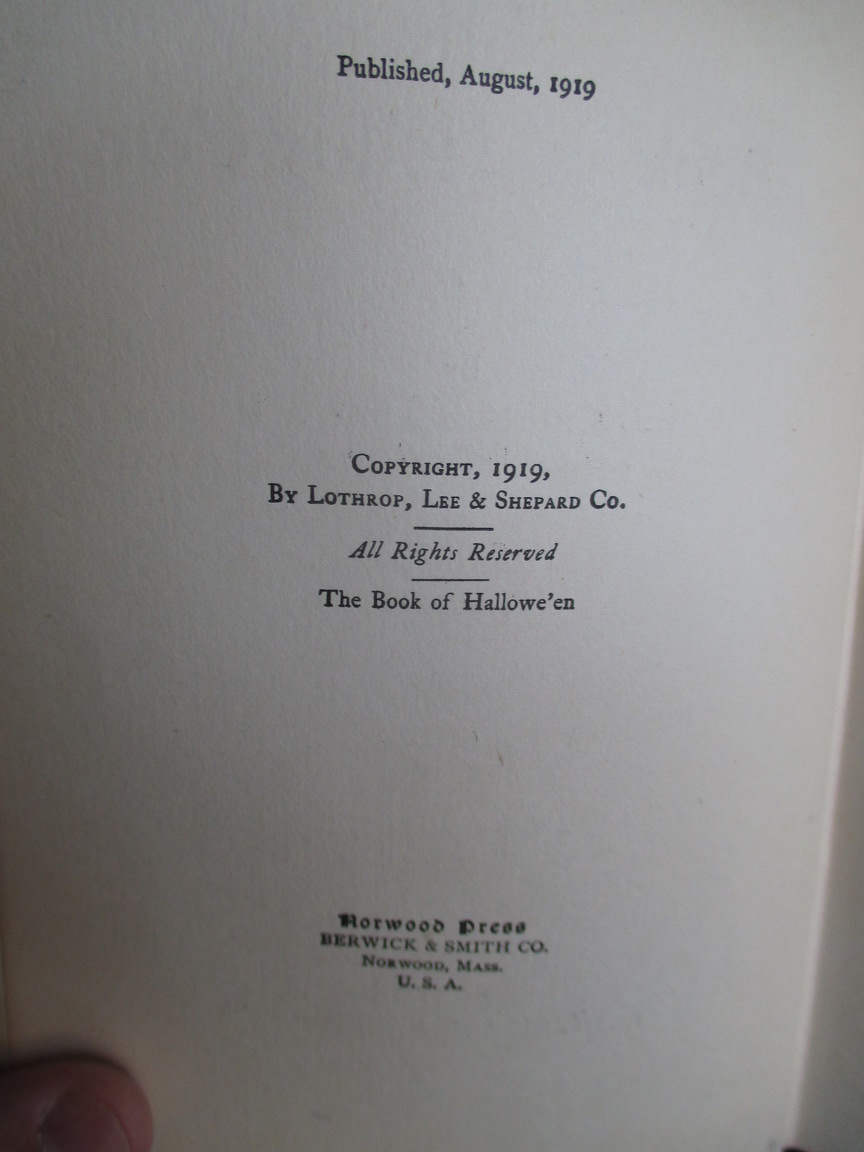 Published, August, 1919
Copyright, 1919,
By Lothrop, Lee & Shepard Co.
All Rights Reserved
The Book of Hallowe'en
Norwood Press
BERWICK & SMITH CO.
Norwood, Mass.
U. S. A.